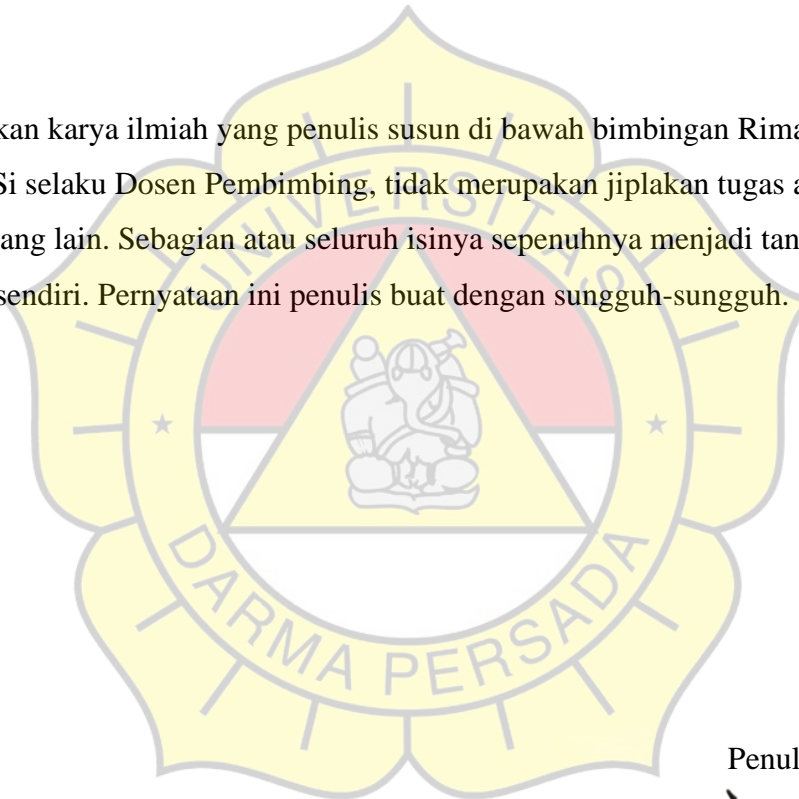 kan karya ilmiah yang penulis susun di bawah bimbingan Rima
Si selaku Dosen Pembimbing, tidak merupakan jiplakan tugas a
ang lain. Sebagian atau seluruh isinya sepenuhnya menjadi tan
sendiri. Pernyataan ini penulis buat dengan sungguh-sungguh.
UNIVERSITAS
DARMA PERSADA
Penul